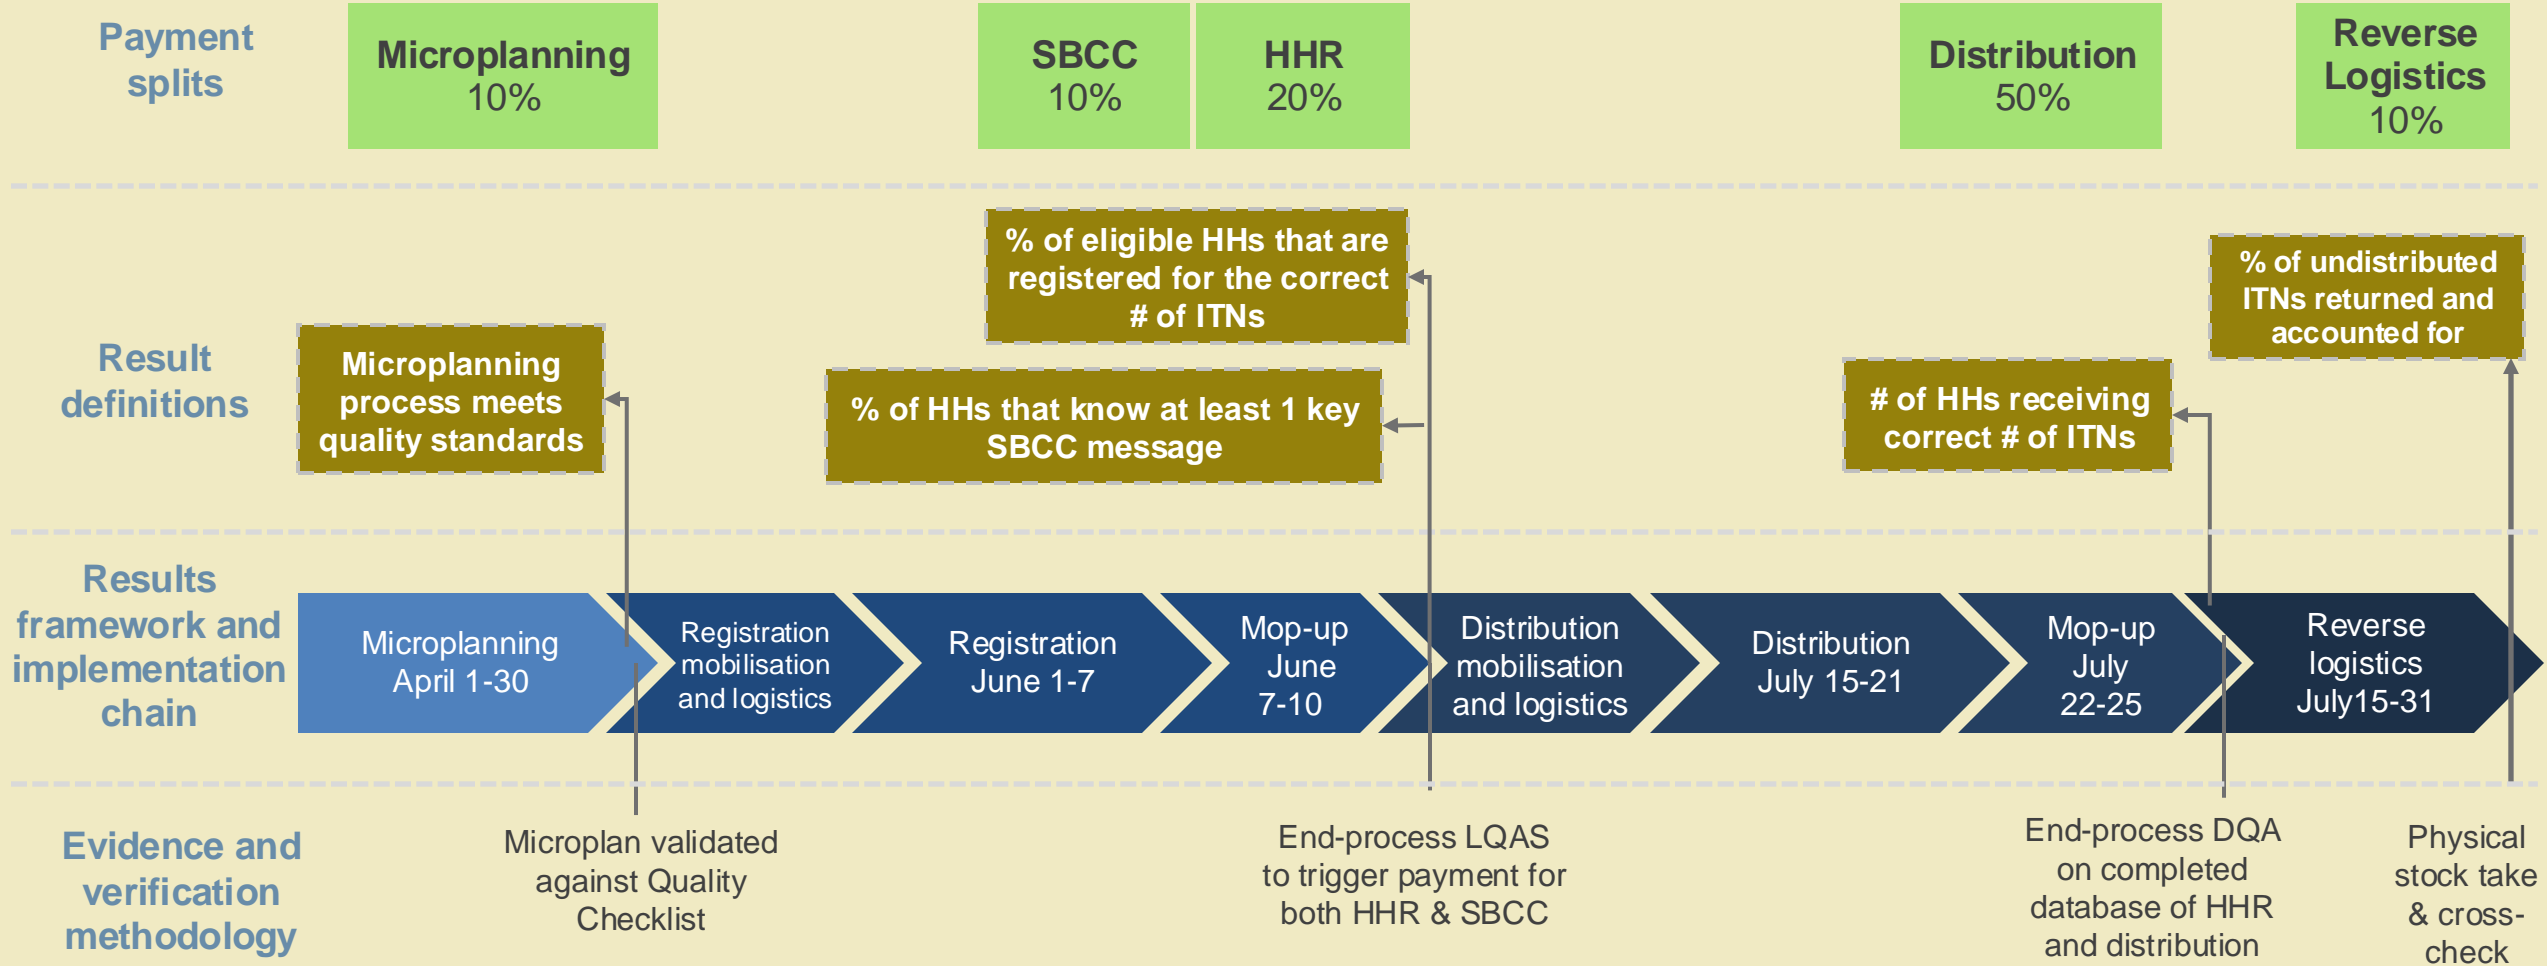 Payment
splits
Microplanning
10%
SBCC
10%
HHR
20%
Distribution
50%
Reverse
Logistics
10%
Result
definitions
Microplanning
process meets
quality standards
% of eligible HHs that are
registered for the correct
# of ITNs
% of HHs that know at least 1 key
SBCC message
# of HHs receiving
correct # of ITNs
% of undistributed
ITNs returned and
accounted for
Results
framework and
implementation
chain
Microplanning
April 1-30
Registration
mobilisation
and logistics
Registration
June 1-7
Mop-up
June
7-10
Distribution
mobilisation
and logistics
Distribution
July 15-21
Mop-up
July
22-25
Reverse
logistics
July15-31
Evidence and
verification
methodology
Microplan validated
against Quality
Checklist
End-process LQAS
to trigger payment for
both HHR & SBCC
End-process DQA
on completed
database of HHR
and distribution
Physical
stock take
& cross-
check